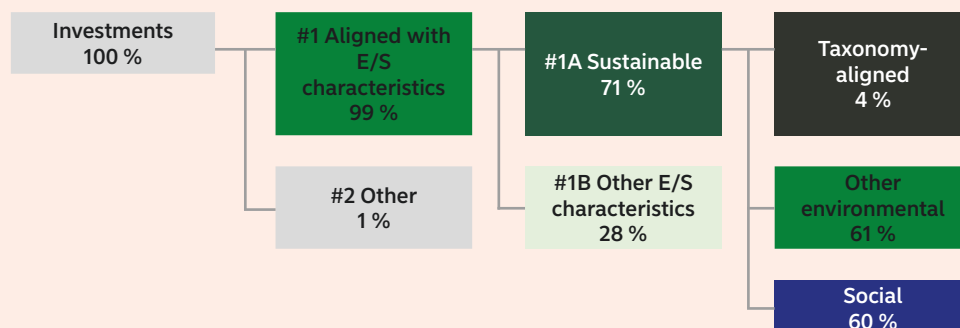 Investments
100 %
#1 Aligned with
E/S
characteristics
99 %
#1A Sustainable
71 %
Taxonomy-
aligned
4 %
#2 Other
1 %
#1B Other E/S
characteristics
28 %
Other
environmental
61 %
Social
60 %